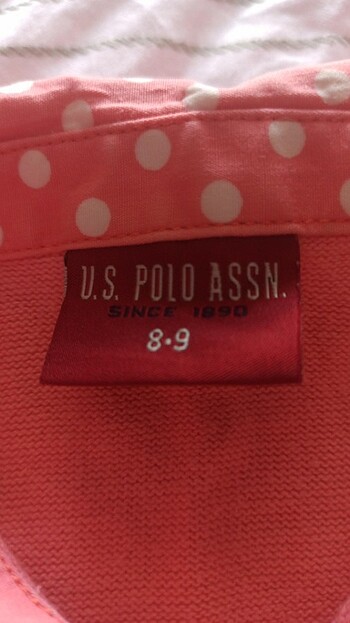 U.S. POLO ASSN.
SINCE 1890
8-9